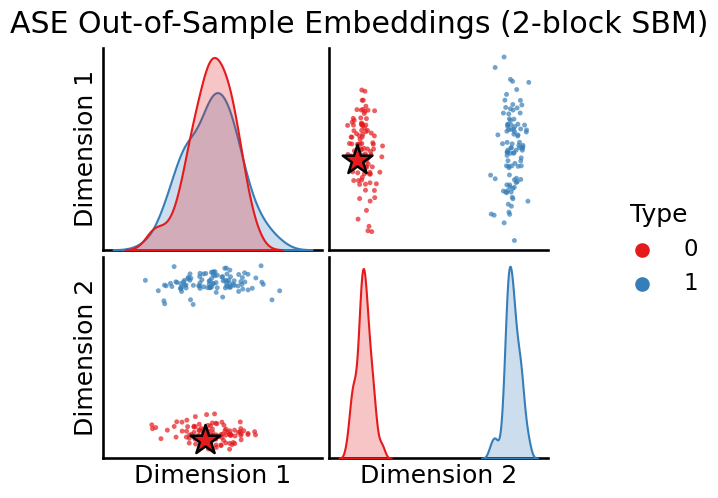 ASE Out-of-Sample Embeddings (2-block SBM)
Dimension 1
Type
0
1
Dimension 2
Dimension 1
Dimension 2